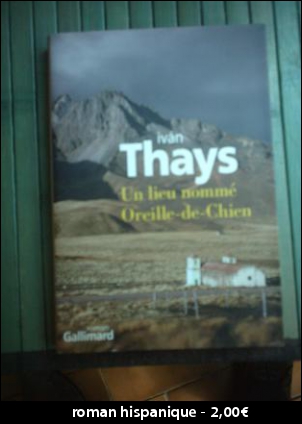 iván
Thays
Un lieu nommé
Oreille-de-Chien
Gallimard
roman hispanique - 2,00€